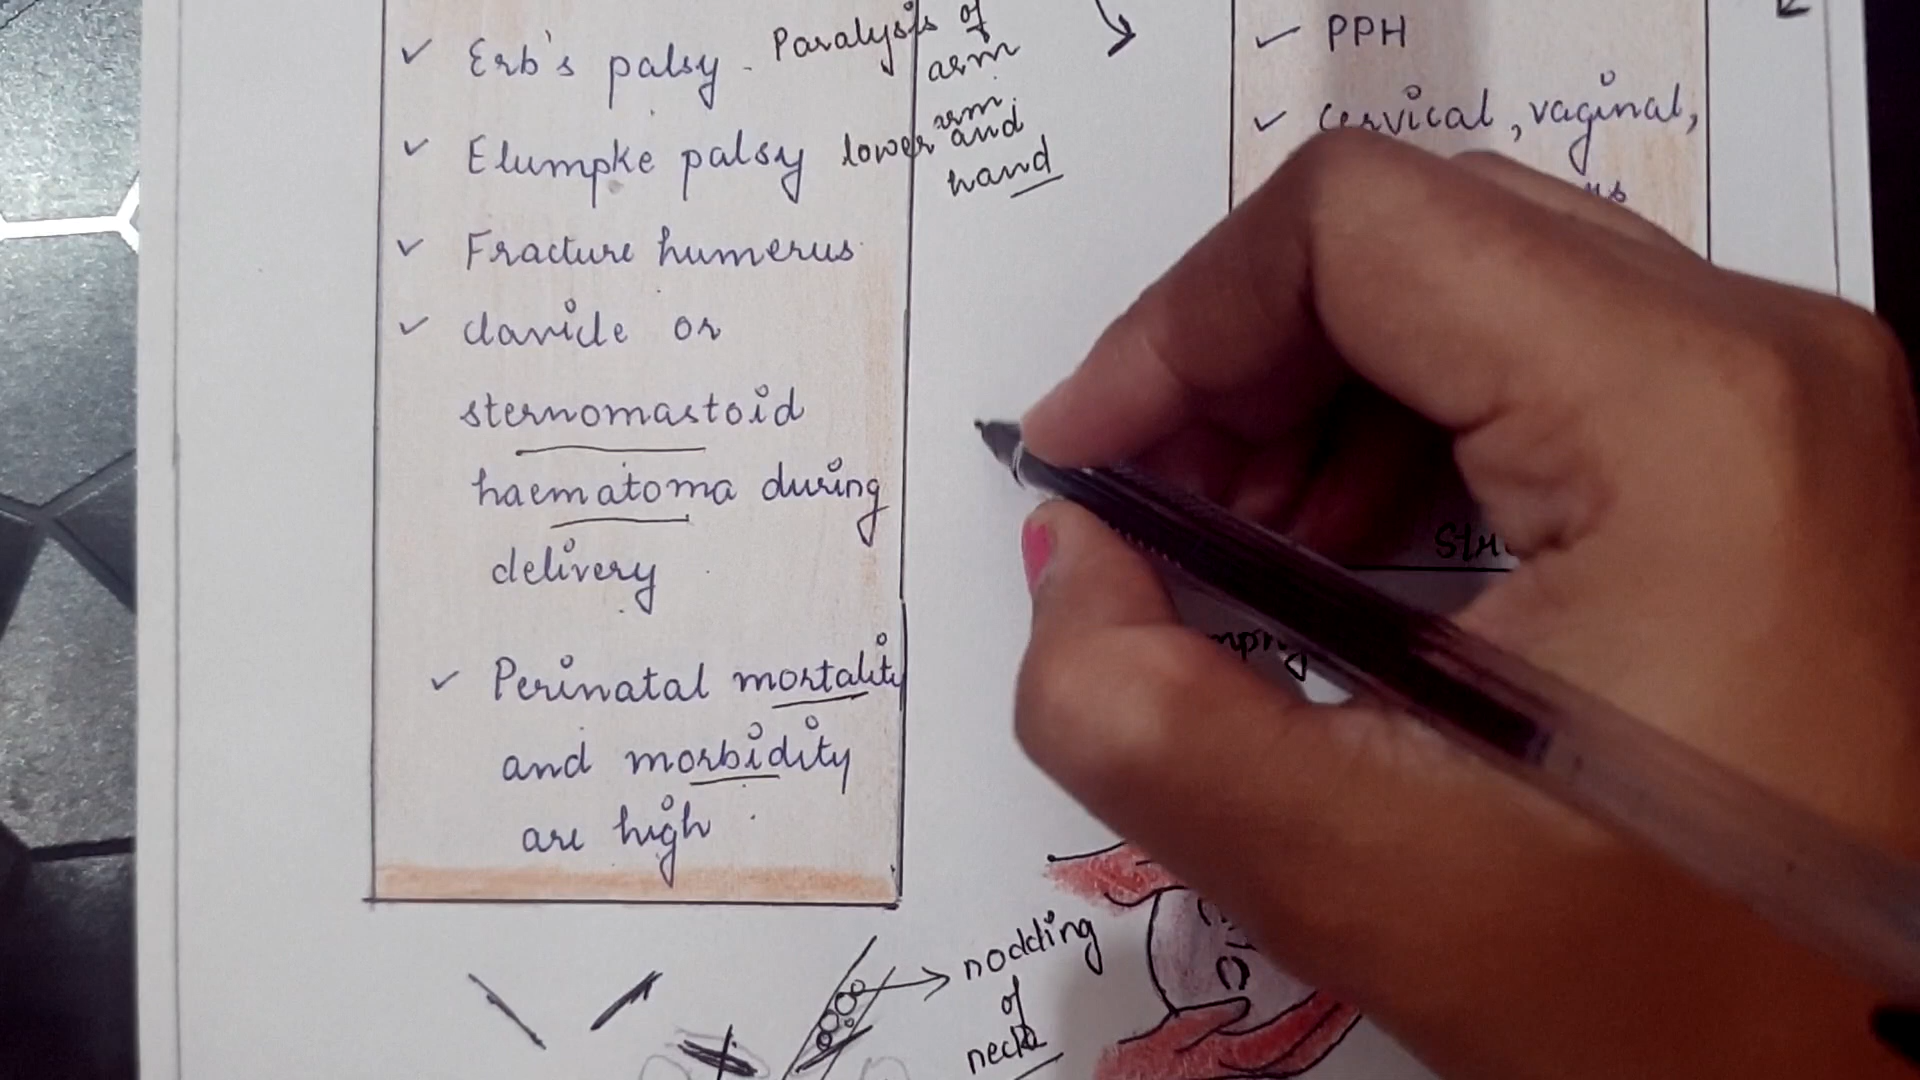 ✓ Erb's palsy - Paralysis of
arm
✓ Elumpke palsy lower arm and
hand
✓ Fracture humerus
✓ clavicle or
sternomastoid
haematoma during
delivery
✓ Perinatal mortality
and morbidity
are high
✓ PPH
✓ cervical, vaginal,
nodding
of
neck